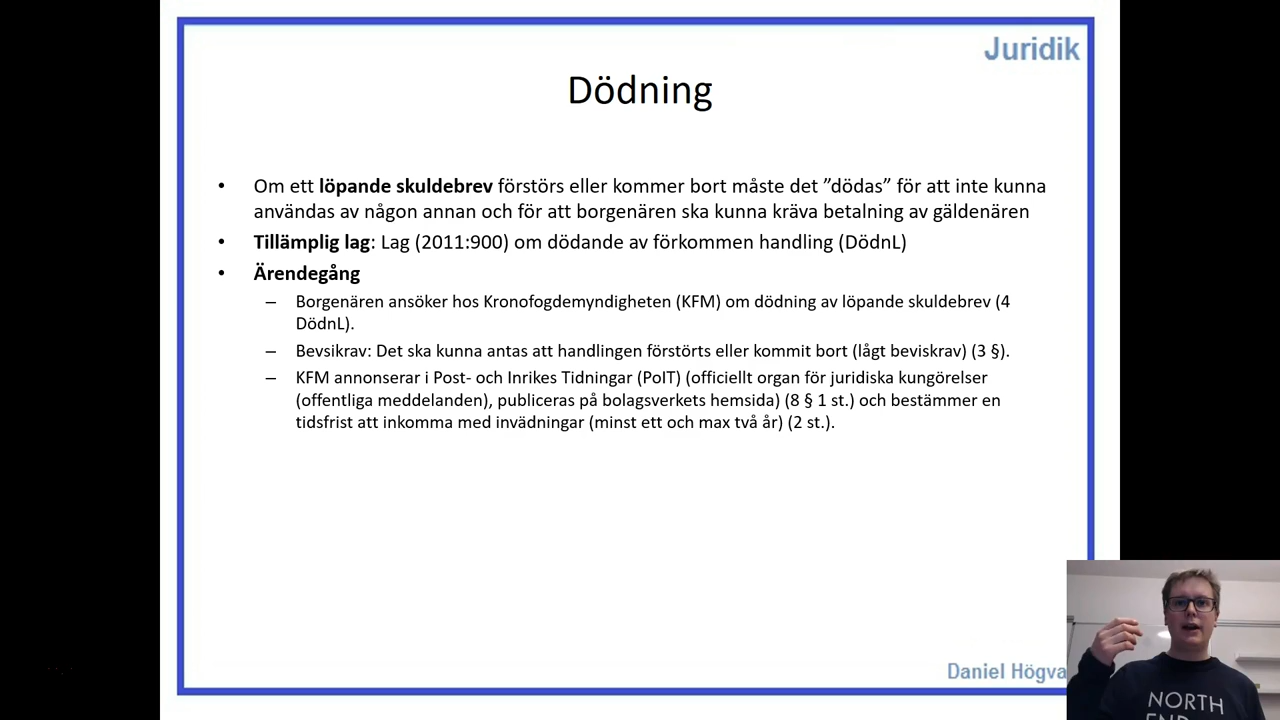 Juridik
Dödning
• Om ett löpande skuldebrev förstörs eller kommer bort måste det ”dödas” för att inte kunna
användas av någon annan och för att borgenären ska kunna kräva betalning av gäldenären
• Tillämplig lag: Lag (2011:900) om dödande av förkommen handling (DödnL)
• Ärendegång
– Borgenären ansöker hos Kronofogdemyndigheten (KFM) om dödning av löpande skuldebrev (4
DödnL).
– Bevsikrav: Det ska kunna antas att handlingen förstörts eller kommit bort (lågt beviskrav) (3 §).
– KFM annonserar i Post- och Inrikes Tidningar (PoIT) (officiellt organ för juridiska kungörelser
(offentliga meddelanden), publiceras på bolagsverkets hemsida) (8 § 1 st.) och bestämmer en
tidsfrist att inkomma med invädningar (minst ett och max två år) (2 st.).
Daniel Högva
NORTH